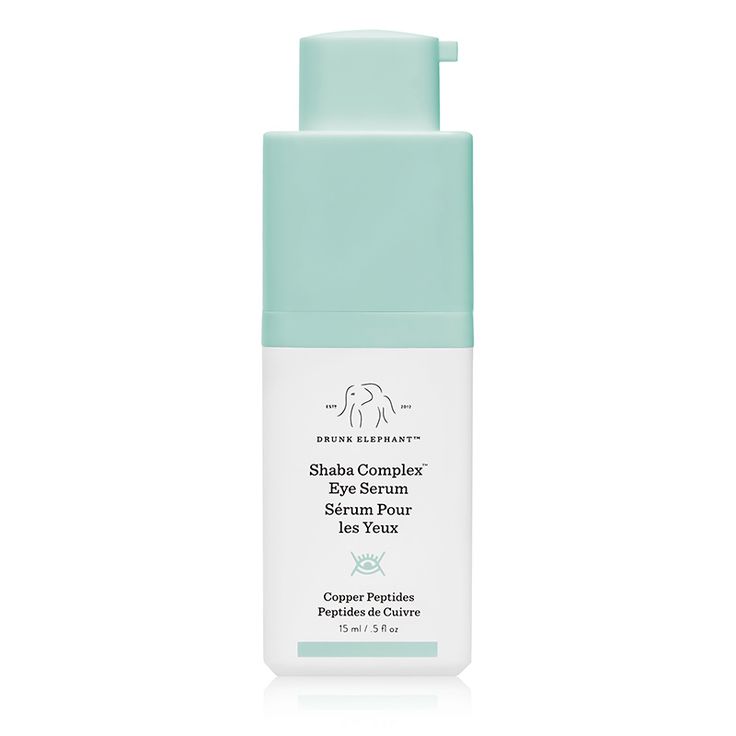 ESTD 2012
DRUNK ELEPHANT™
Shaba Complex™
Eye Serum
Sérum Pour
les Yeux
Copper Peptides
Peptides de Cuivre
15 ml / .5 fl oz